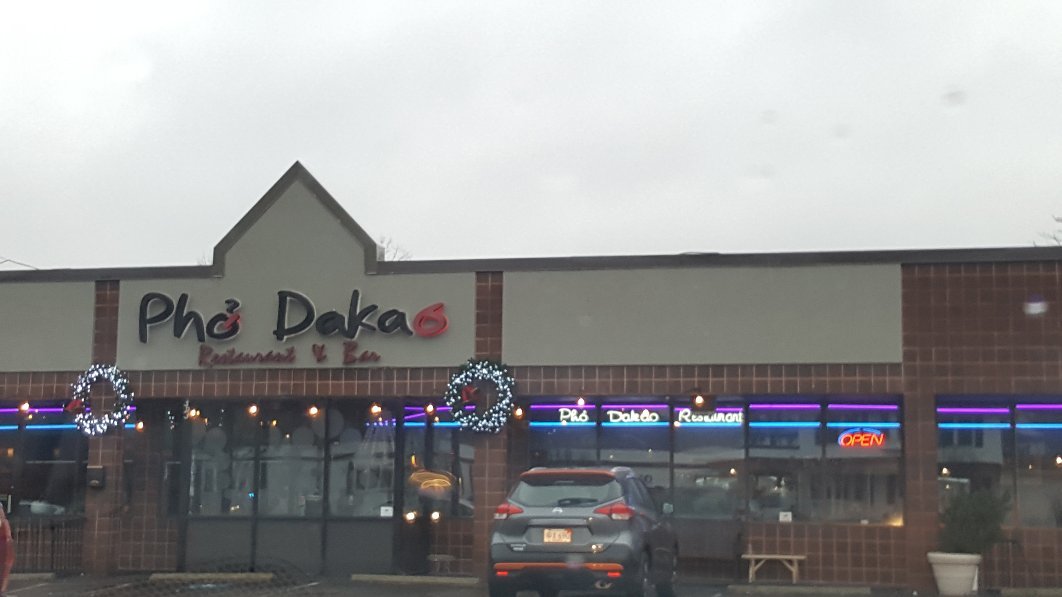 Phở Dakao
Restaurant & Bar
Phở Dakao Restaurant
OPEN